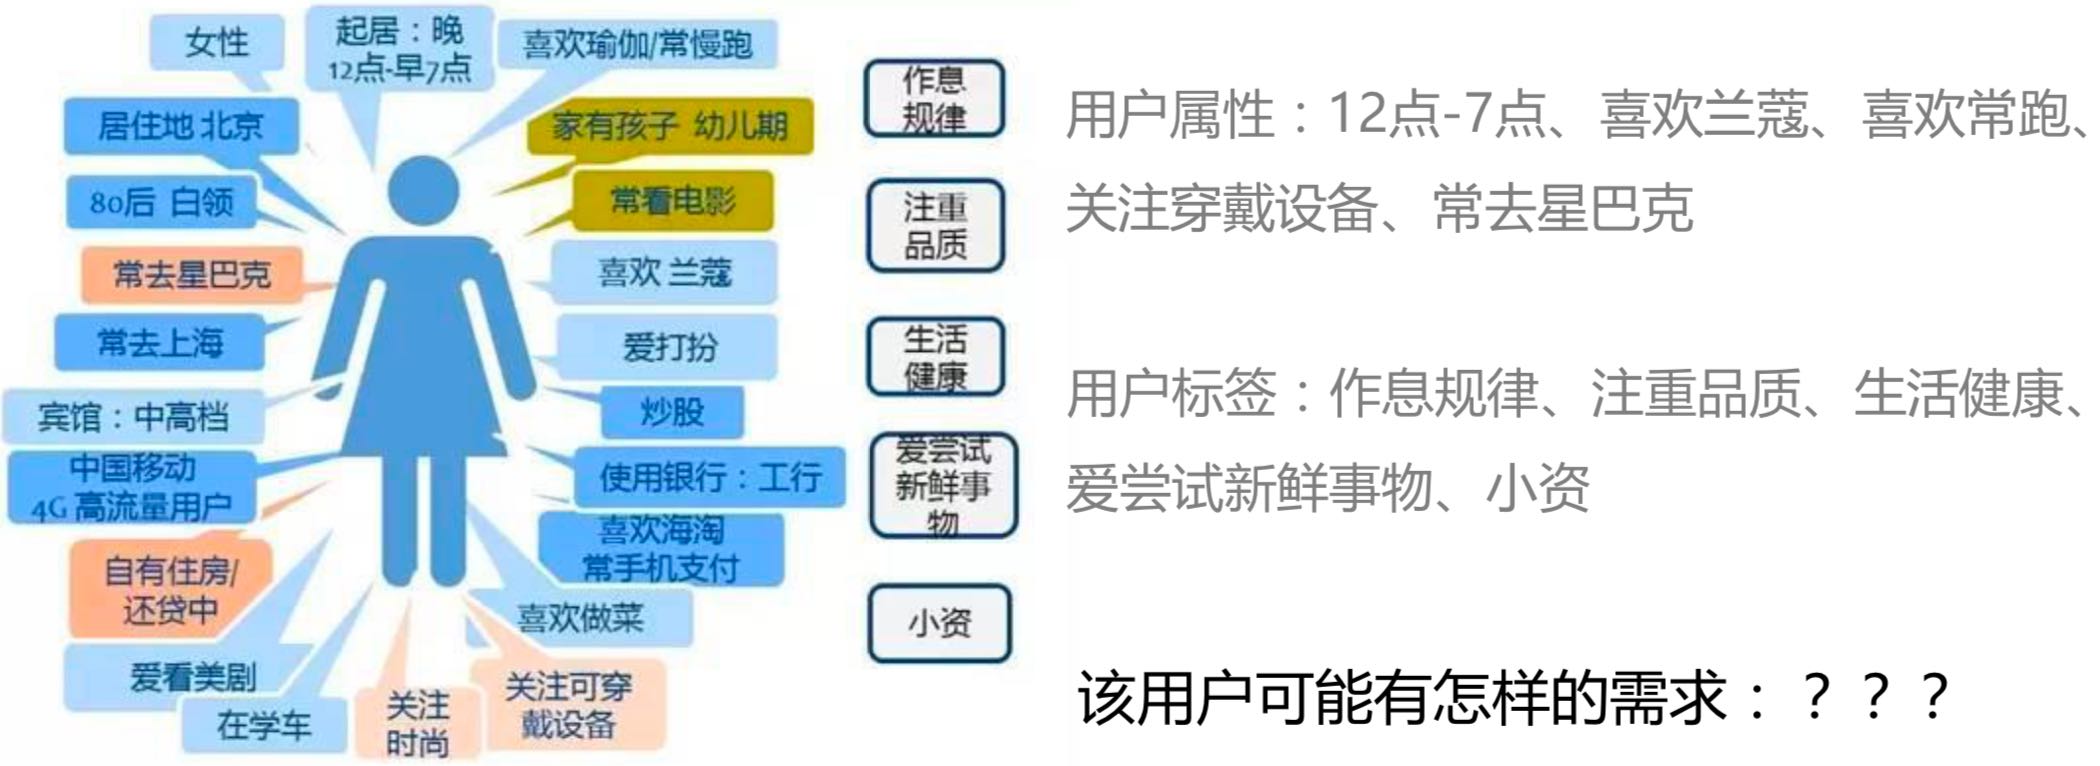 女性
起居：晚
12点-早7点
喜欢瑜伽/常慢跑
居住地 北京
家有孩子 幼儿期
80后 白领
常看电影
常去星巴克
喜欢 兰蔻
常去上海
爱打扮
宾馆：中高档
炒股
中国移动
4G 高流量用户
使用银行：工行
喜欢海淘
常手机支付
自有住房/
还贷中
喜欢做菜
爱看美剧
在学车
关注
时尚
关注可穿
戴设备
作息
规律
注重
品质
生活
健康
爱尝试
新鲜事
物
小资
用户属性：12点-7点、喜欢兰蔻、喜欢常跑、
关注穿戴设备、常去星巴克
用户标签：作息规律、注重品质、生活健康、
爱尝试新鲜事物、小资
该用户可能有怎样的需求：？？？